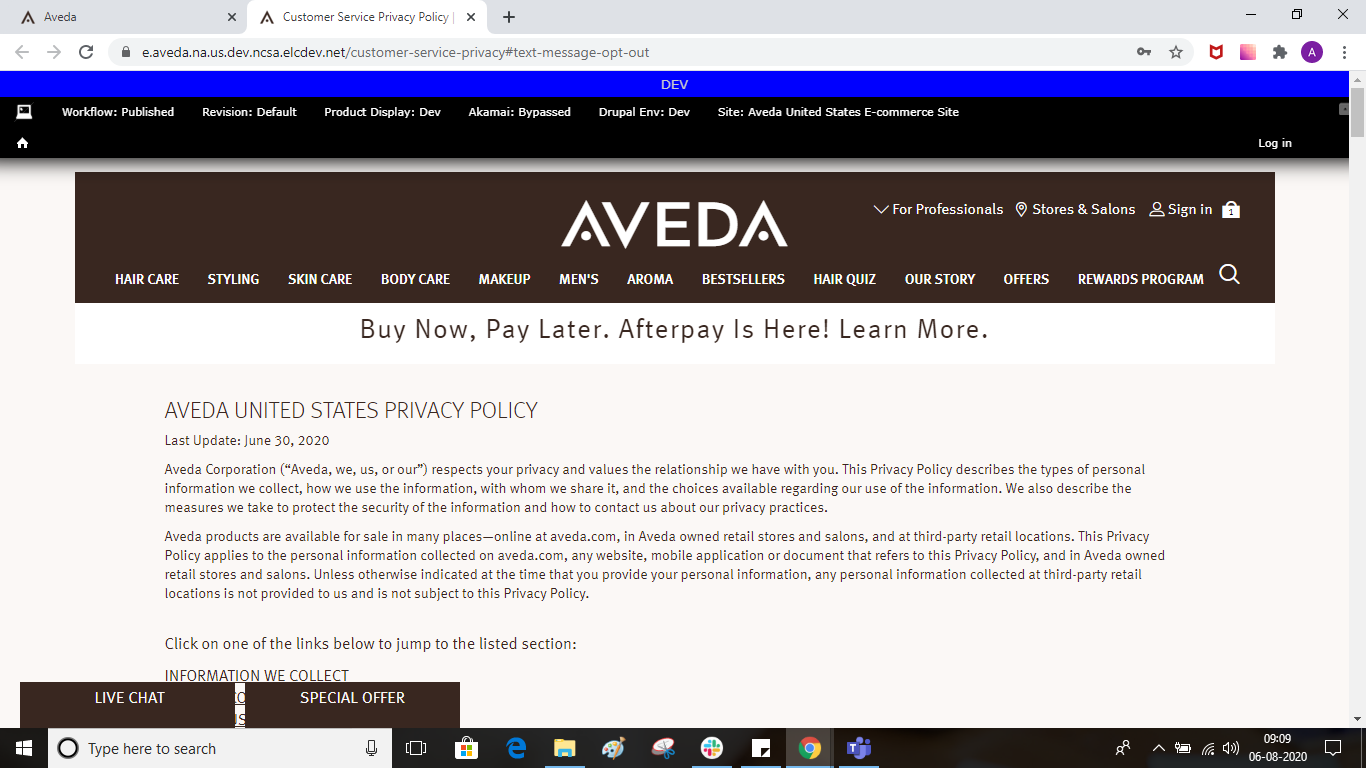 Aveda
Customer Service Privacy Policy |
e.aveda.na.us.dev.ncsa.elcdev.net/customer-service-privacy#text-message-opt-out
A
DEV
Workflow: Published Revision: Default Product Display: Dev Akamai: Bypassed Drupal Env: Dev Site: Aveda United States E-commerce Site
Log in
For Professionals Stores & Salons Sign in 1
AVEDA
HAIR CARE STYLING SKIN CARE BODY CARE MAKEUP MEN'S AROMA BESTSELLERS HAIR QUIZ OUR STORY OFFERS REWARDS PROGRAM
Buy Now, Pay Later. Afterpay Is Here! Learn More.
AVEDA UNITED STATES PRIVACY POLICY
Last Update: June 30, 2020
Aveda Corporation (“Aveda, we, us, or our”) respects your privacy and values the relationship we have with you. This Privacy Policy describes the types of personal
information we collect, how we use the information, with whom we share it, and the choices available regarding our use of the information. We also describe the
measures we take to protect the security of the information and how to contact us about our privacy practices.
Aveda products are available for sale in many places—online at aveda.com, in Aveda owned retail stores and salons, and at third-party retail locations. This Privacy
Policy applies to the personal information collected on aveda.com, any website, mobile application or document that refers to this Privacy Policy, and in Aveda owned
retail stores and salons. Unless otherwise indicated at the time that you provide your personal information, any personal information collected at third-party retail
locations is not provided to us and is not subject to this Privacy Policy.
Click on one of the links below to jump to the listed section:
INFORMATION WE COLLECT
LIVE CHAT SPECIAL OFFER
Type here to search
09:09
06-08-2020